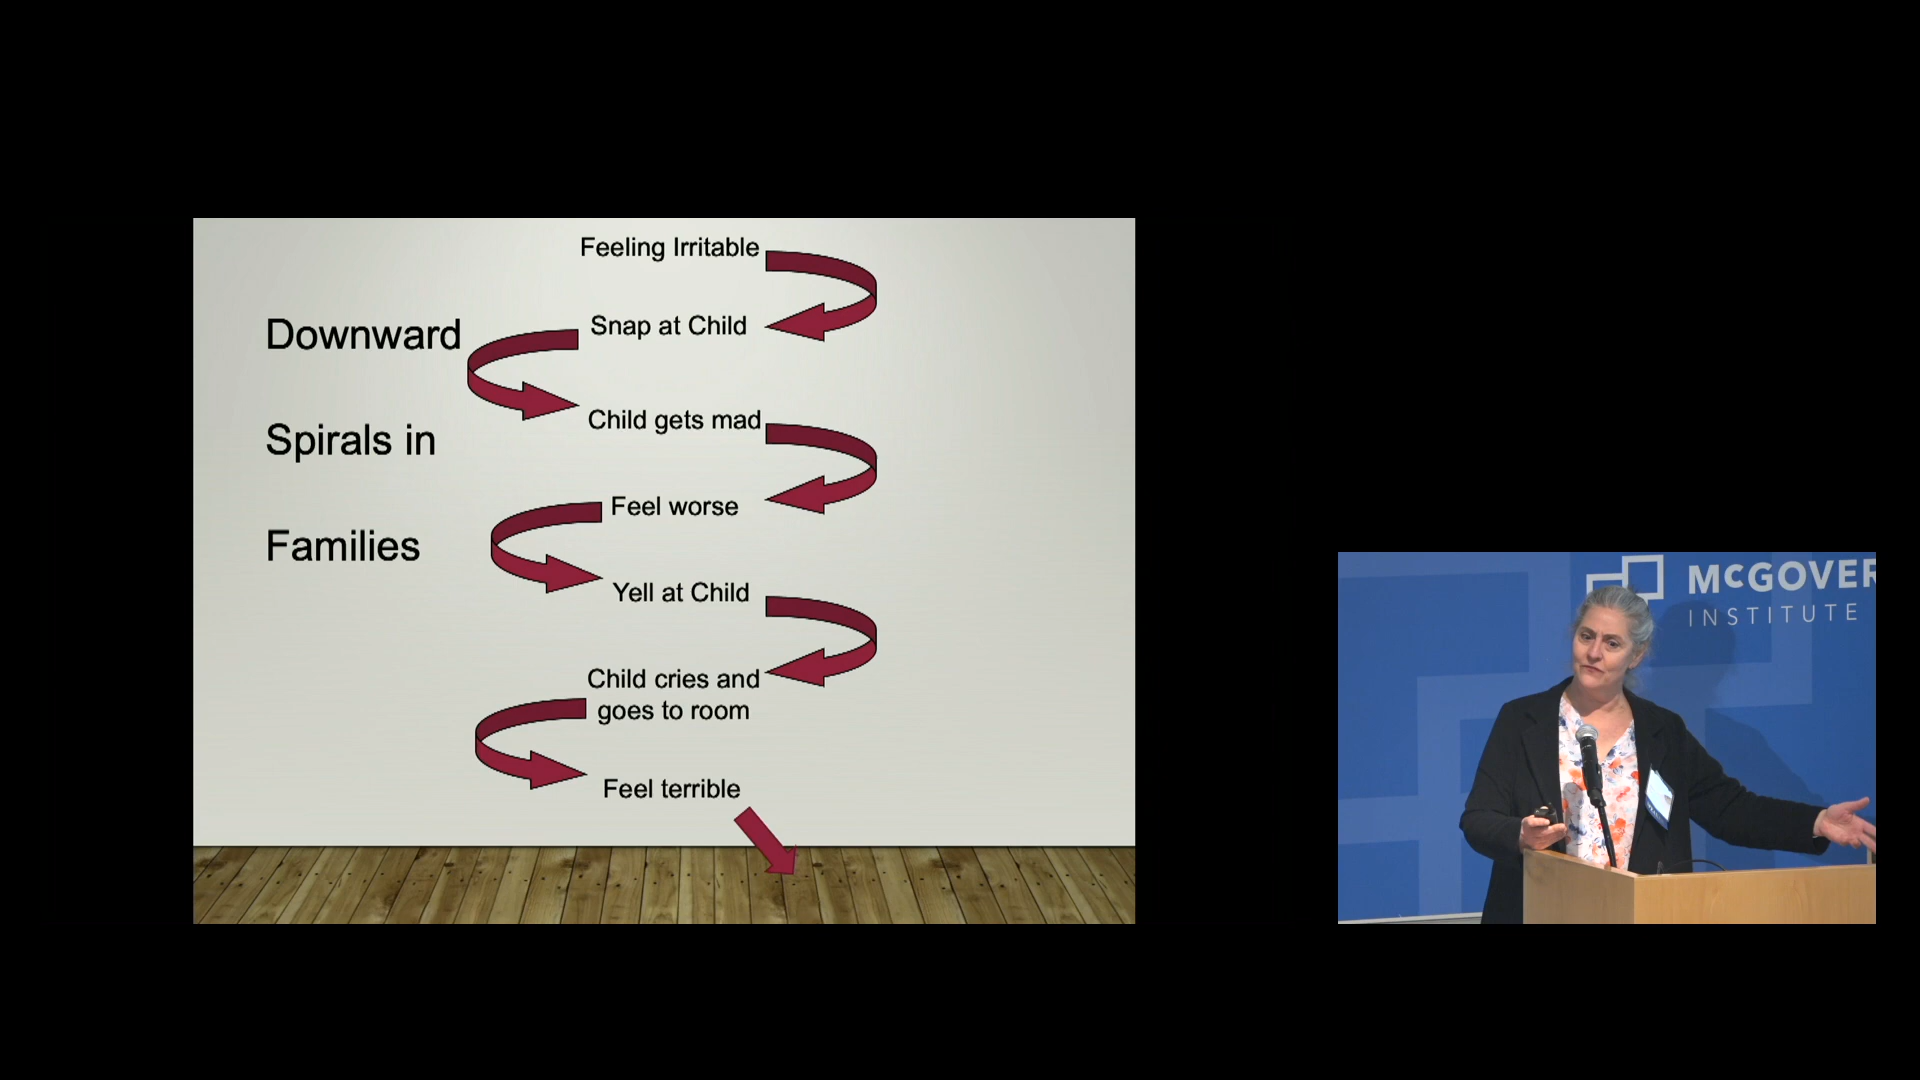 Feeling Irritable
Snap at Child
Downward
Child gets mad
Spirals in
Feel worse
Families
Yell at Child
Child cries and
goes to room
Feel terrible
McGOVER
INSTITUTE